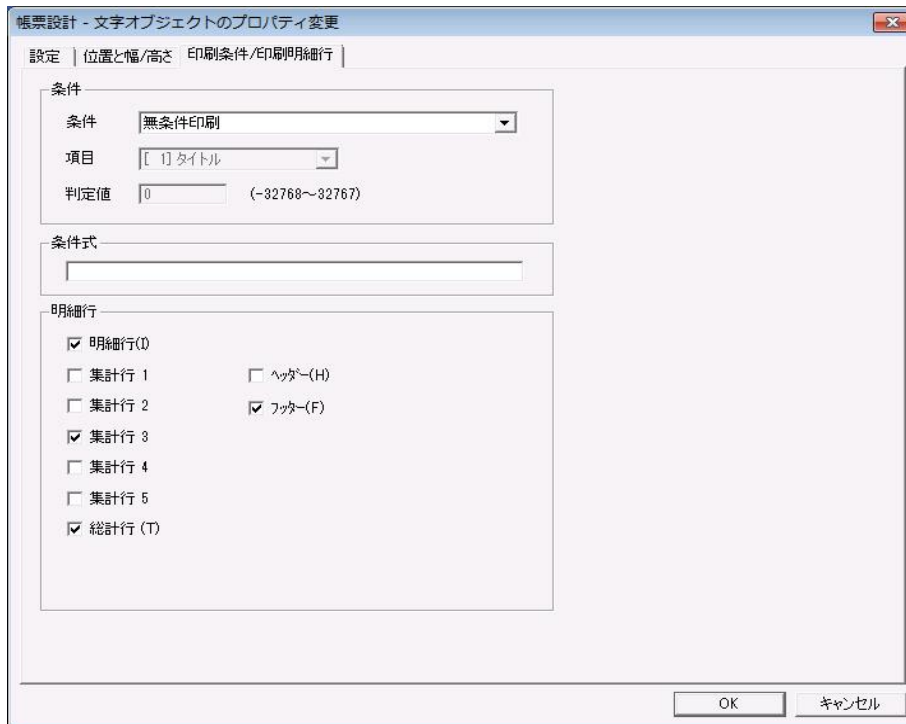 帳票設計 - 文字オブジェクトのプロパティ変更
設定 位置と幅/高さ 印刷条件/印刷明細行
条件
条件 無条件印刷
項目 [ 1] タイトル
判定値 0 (-32768～32767)
条件式
明細行
明細行(I)
集計行 1 ﾍｯﾀﾞｰ(H)
集計行 2 ﾌｯﾀｰ(F)
集計行 3
集計行 4
集計行 5
総計行 (T)
OK キャンセル